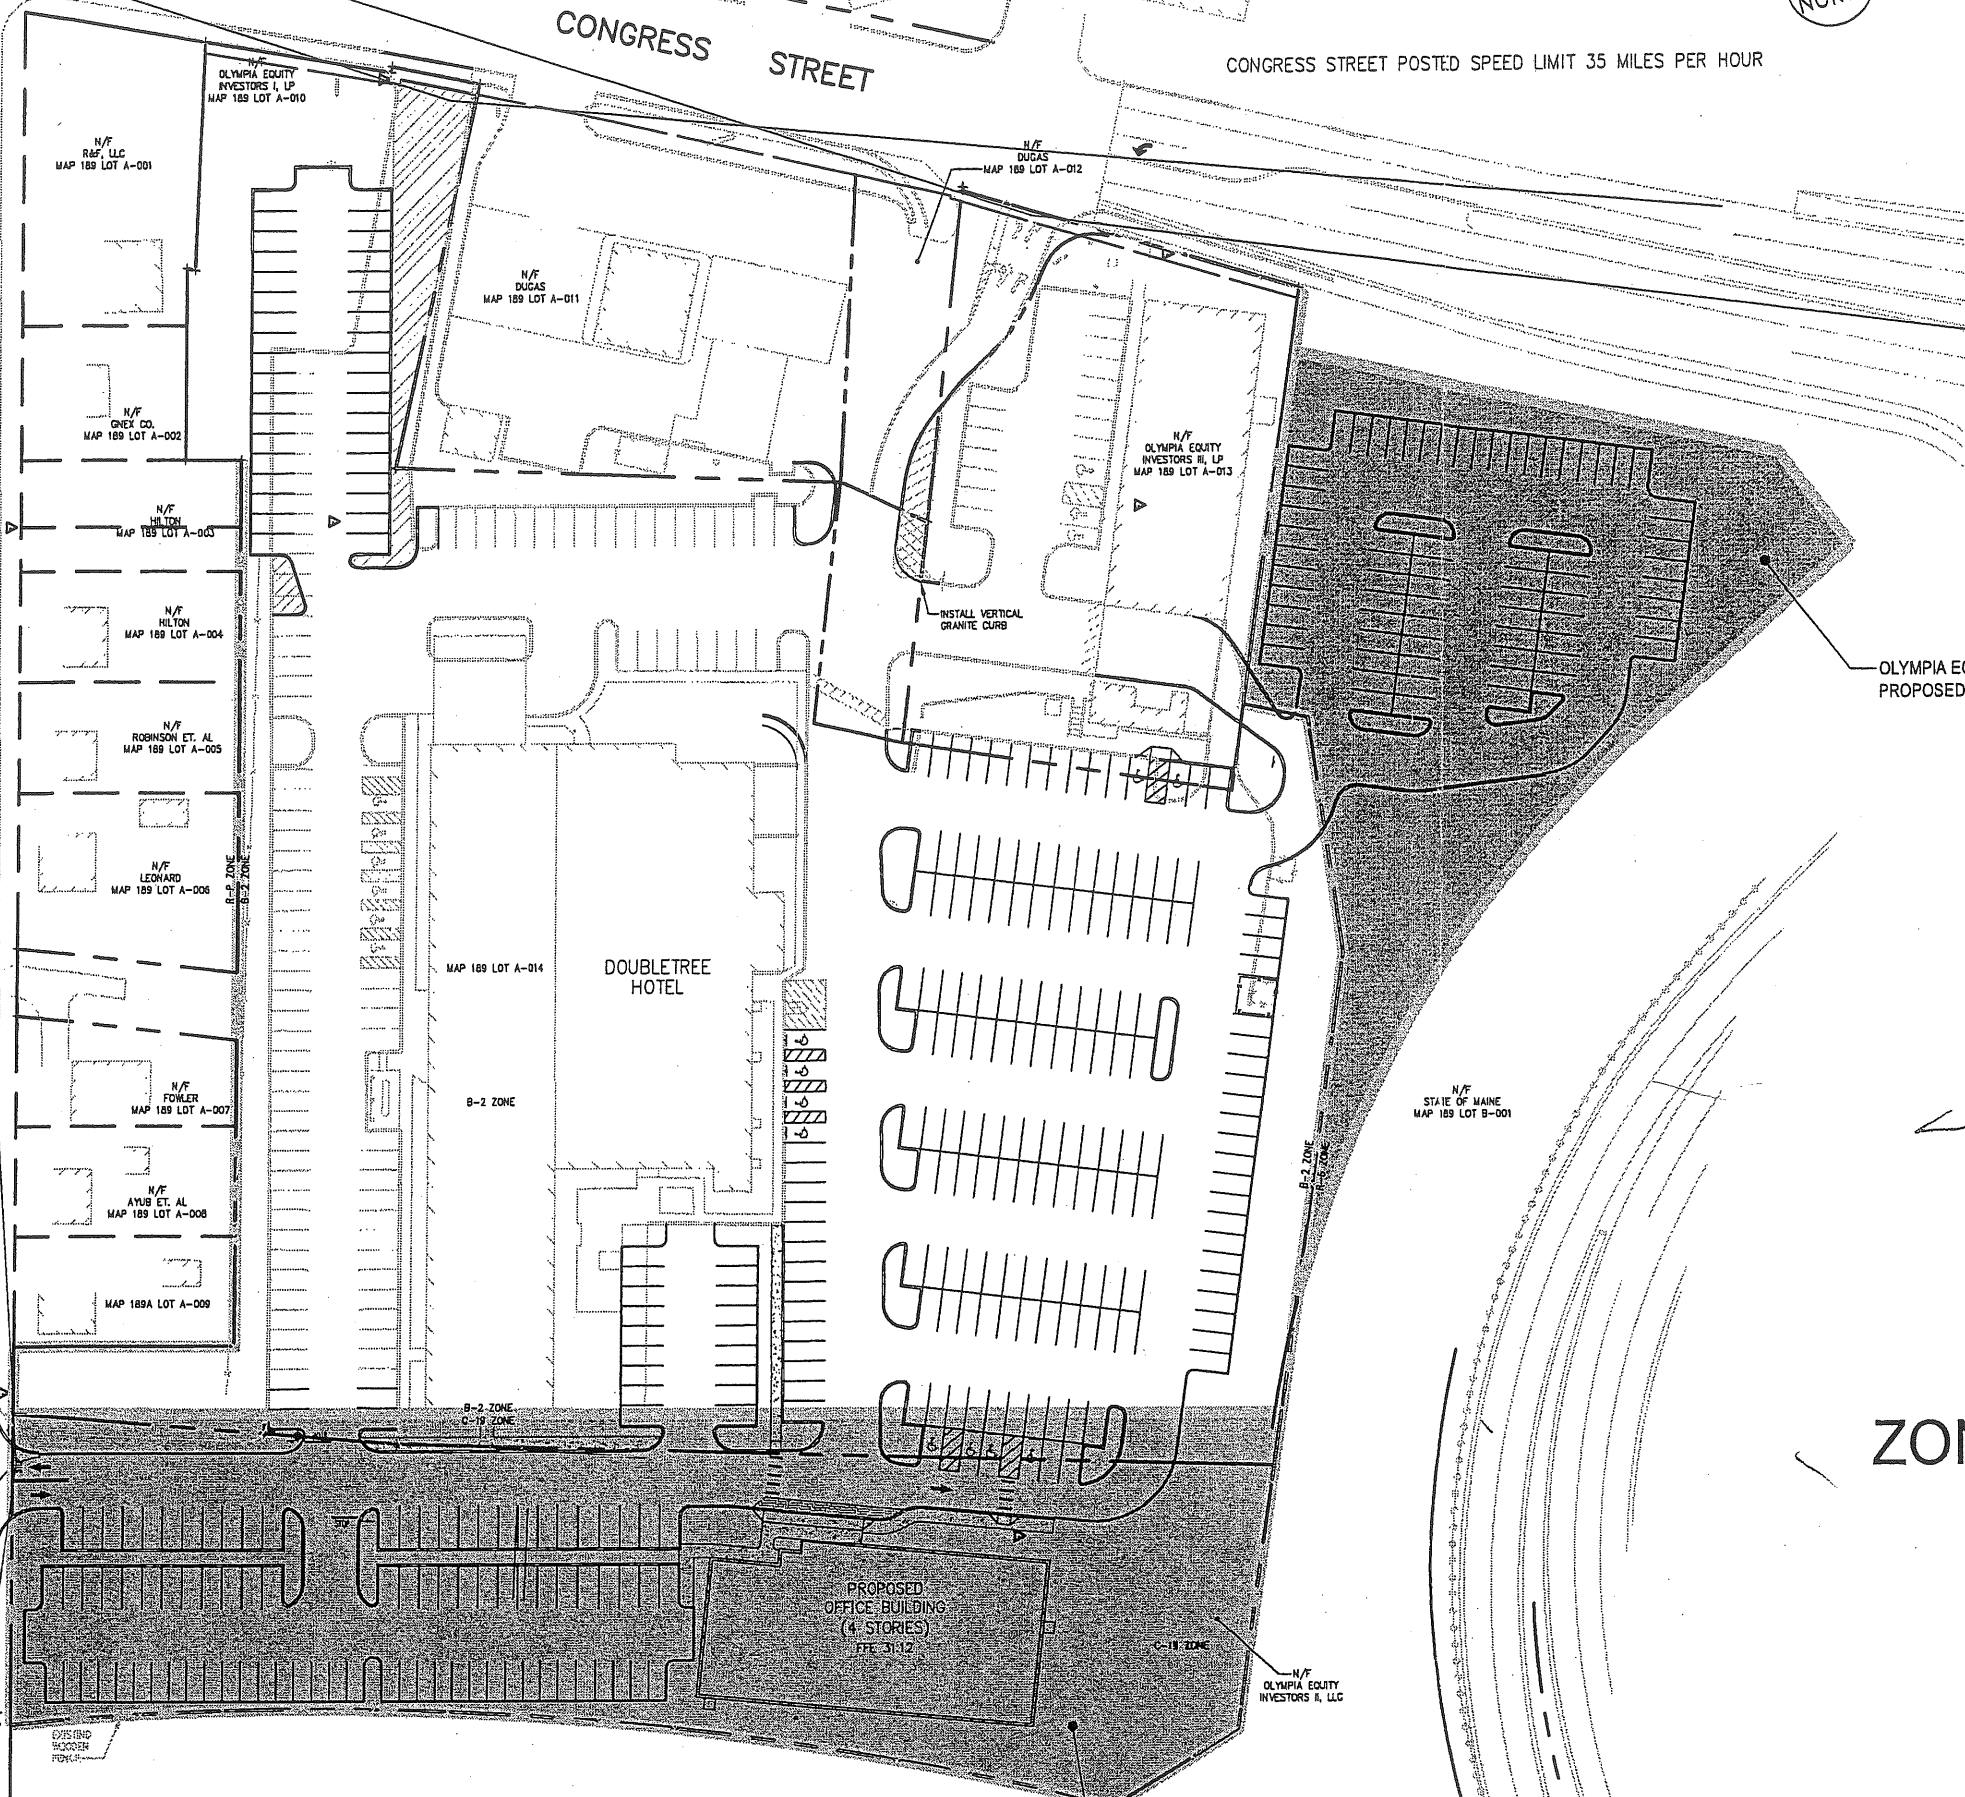 CONGRESS STREET
CONGRESS STREET POSTED SPEED LIMIT 35 MILES PER HOUR
N/F
OLYMPIA EQUITY
INVESTORS I, LP
MAP 189 LOT A-010
N/F
R&F, LLC
MAP 189 LOT A-001
N/F
DUGAS
MAP 189 LOT A-012
N/F
DUGAS
MAP 189 LOT A-011
N/F
GNEX CO.
MAP 189 LOT A-002
N/F
OLYMPIA EQUITY
INVESTORS III, LP
MAP 189 LOT A-013
N/F
HILTON
MAP 189 LOT A-003
N/F
HILTON
MAP 189 LOT A-004
INSTALL VERTICAL
GRANITE CURB
OLYMPIA EQ
PROPOSED
N/F
ROBINSON ET. AL
MAP 189 LOT A-005
N/F
LEONARD
MAP 189 LOT A-006
R-P ZONE
B-2 ZONE
MAP 189 LOT A-014
DOUBLETREE
HOTEL
B-2 ZONE
N/F
FOWLER
MAP 189 LOT A-007
N/F
STATE OF MAINE
MAP 189 LOT B-001
B-2 ZONE
N/F
AYUB ET. AL
MAP 189 LOT A-008
MAP 189A LOT A-009
B-2 ZONE
C-19 ZONE
ZON
PROPOSED
OFFICE BUILDING
(4 STORIES)
FFE 31.12
C-19 ZONE
N/F
OLYMPIA EQUITY
INVESTORS II, LLC
EXISTING
WOODEN
FENCE